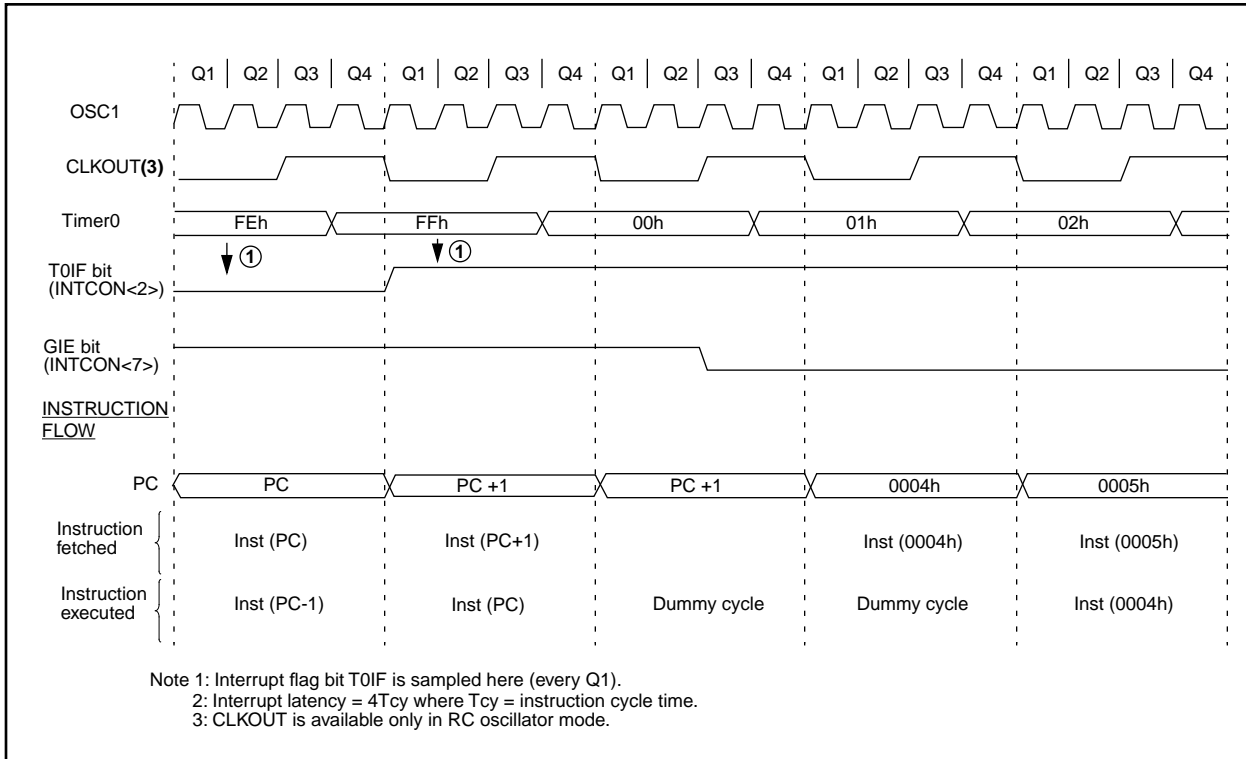 Q1 Q2 Q3 Q4 Q1 Q2 Q3 Q4 Q1 Q2 Q3 Q4 Q1 Q2 Q3 Q4 Q1 Q2 Q3 Q4
OSC1
CLKOUT(3)
Timer0 FEh FFh 00h 01h 02h
1 1
T0IF bit
(INTCON<2>)
GIE bit
(INTCON<7>)
INSTRUCTION
FLOW
PC PC PC +1 PC +1 0004h 0005h
Instruction
fetched
Inst (PC) Inst (PC+1) Inst (0004h) Inst (0005h)
Instruction
executed
Inst (PC-1) Inst (PC) Dummy cycle Dummy cycle Inst (0004h)
Note 1: Interrupt flag bit T0IF is sampled here (every Q1).
2: Interrupt latency = 4Tcy where Tcy = instruction cycle time.
3: CLKOUT is available only in RC oscillator mode.